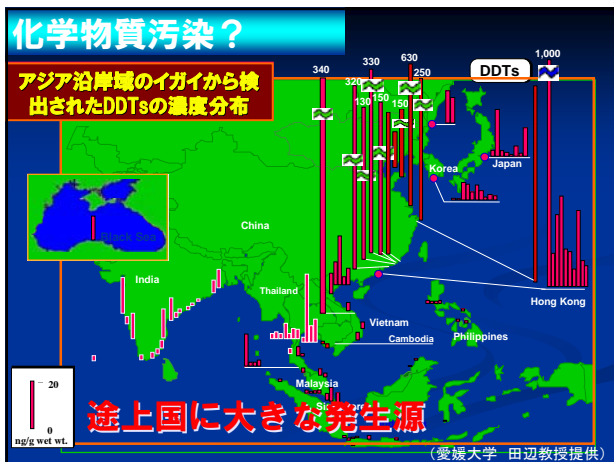 化学物質汚染？
アジア沿岸域のイガイから検
出されたDDTsの濃度分布
340
320
330
130
150
150
630
250
DDTs
1,000
Korea
Japan
China
Black Sea
India
Thailand
Vietnam
Cambodia
Philippines
Hong Kong
Malaysia
20
0
ng/g wet wt.
途上国に大きな発生源
（愛媛大学 田辺教授提供）